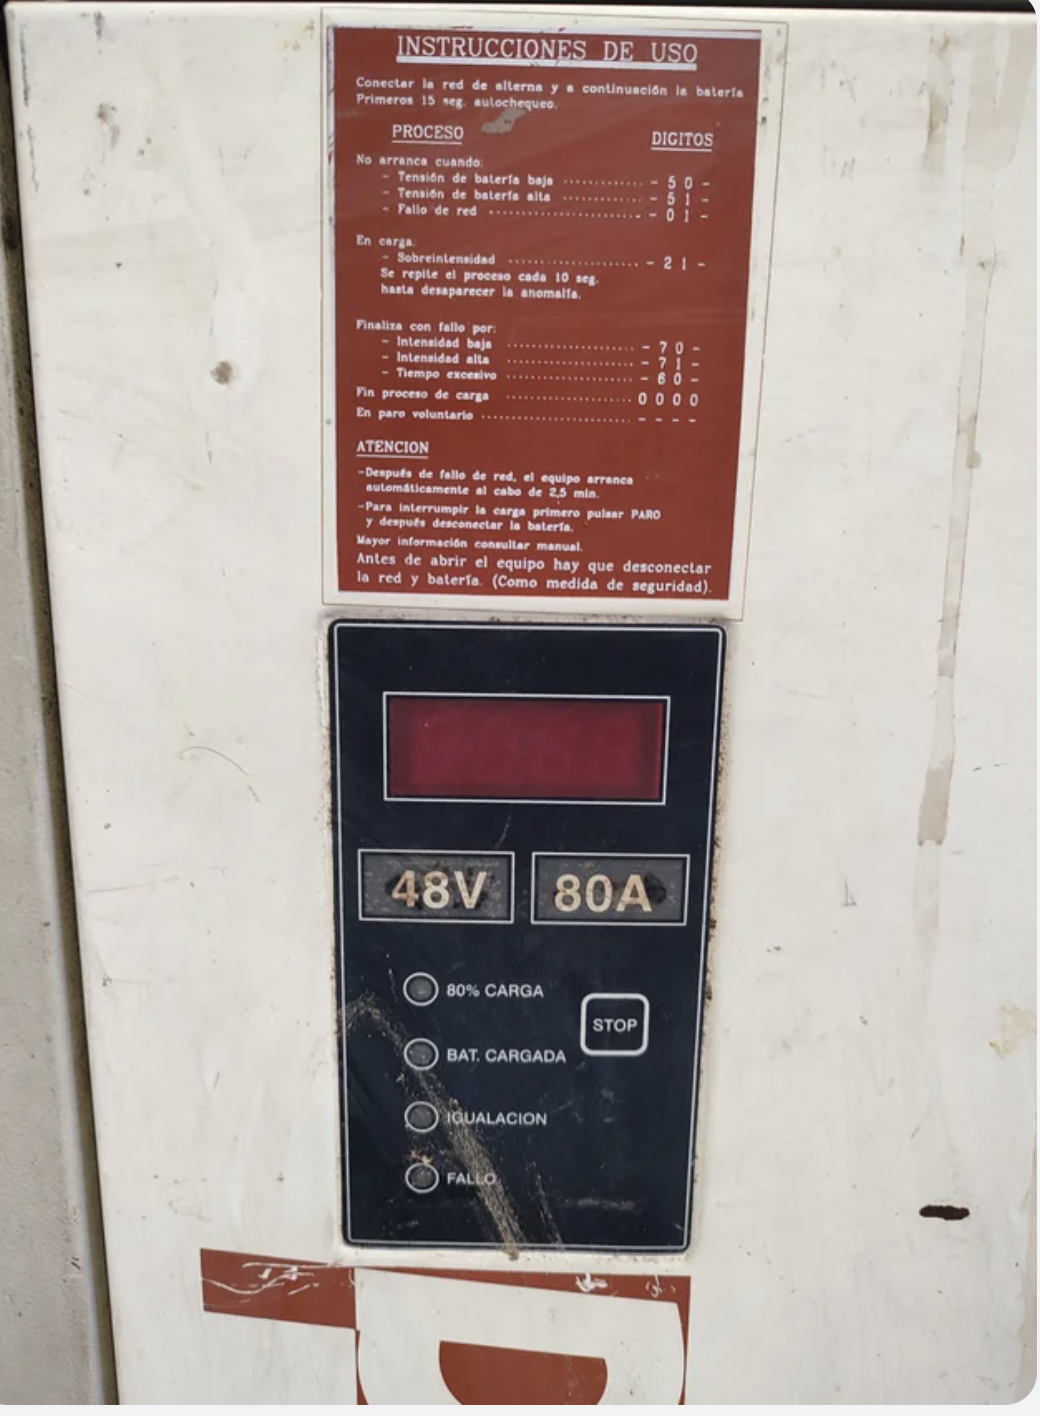 INSTRUCCIONES DE USO
Conectar la red de alterna y a continuación la batería
Primeros 15 seg. autochequeo.
PROCESO DIGITOS
No arranca cuando:
- Tensión de batería baja ............ - 5 0 -
- Tensión de batería alta ............ - 5 1 -
- Fallo de red ........................ - 0 1 -
En carga:
- Sobreintensidad .................... - 2 1 -
Se repite el proceso cada 10 seg.
hasta desaparecer la anomalía.
Finaliza con fallo por:
- Intensidad baja .................... - 7 0 -
- Intensidad alta .................... - 7 1 -
- Tiempo excesivo .................... - 6 0 -
Fin proceso de carga .................... 0 0 0 0
En paro voluntario ........................ - - - -
ATENCION
-Después de fallo de red, el equipo arranca
automáticamente al cabo de 2,5 min.
-Para interrumpir la carga primero pulsar PARO
y después desconectar la batería.
Mayor información consultar manual.
Antes de abrir el equipo hay que desconectar
la red y batería. (Como medida de seguridad).
48V 80A
80% CARGA
STOP
BAT. CARGADA
IGUALACION
FALLO